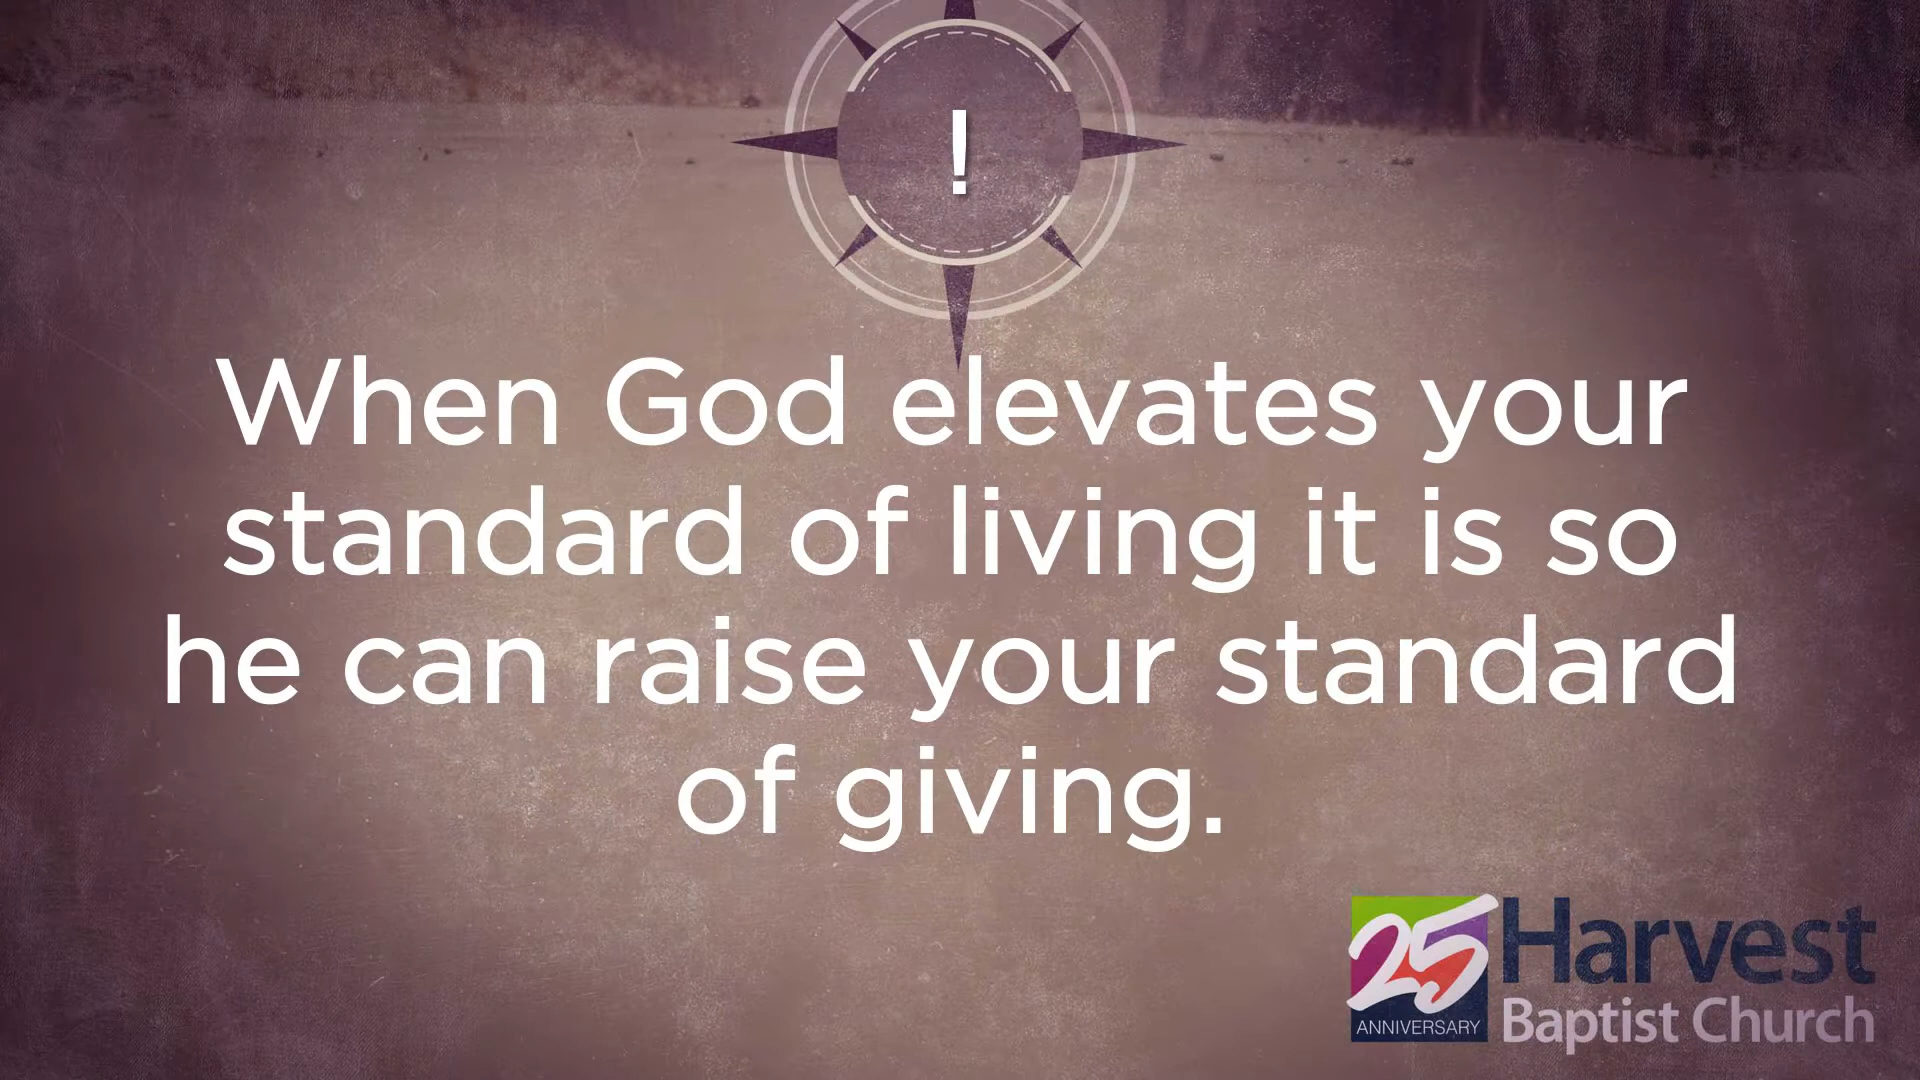 !
When God elevates your
standard of living it is so
he can raise your standard
of giving.
25
ANNIVERSARY
Harvest
Baptist Church